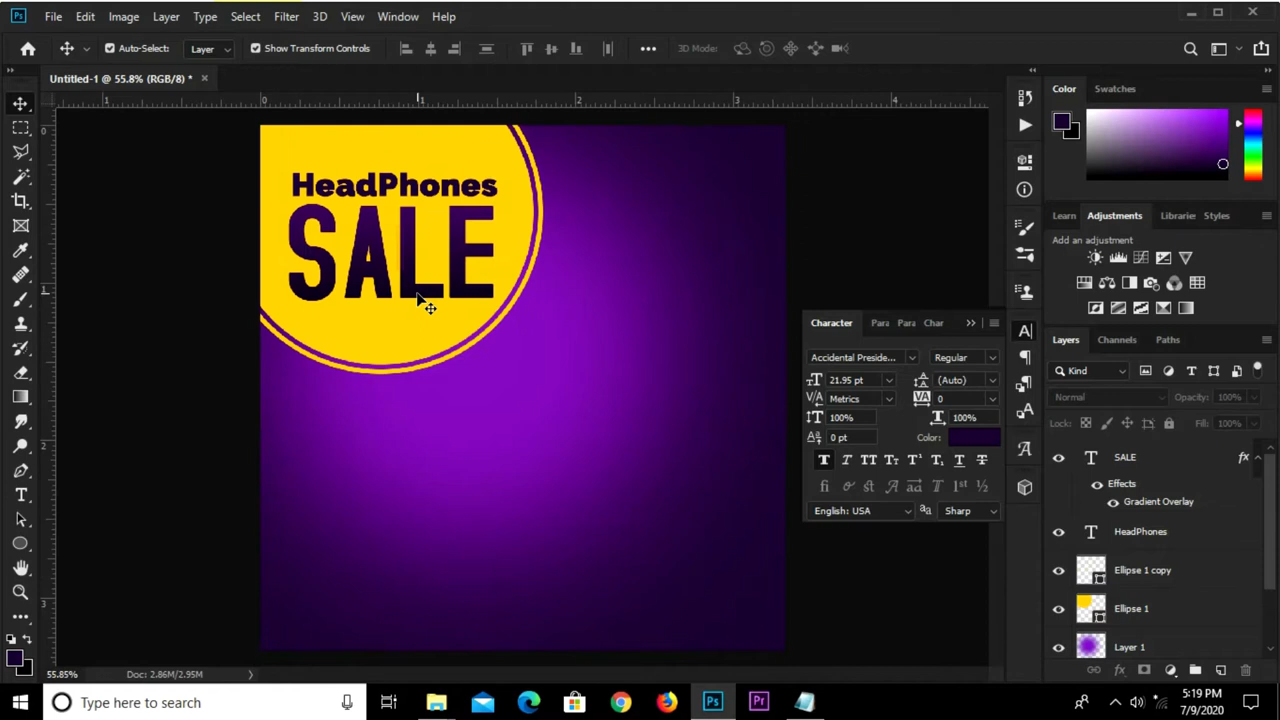 Ps File Edit Image Layer Type Select Filter 3D View Window Help
Auto-Select: Layer Show Transform Controls 3D Mode:
Untitled-1 @ 55.8% (RGB/8) *
Color Swatches
HeadPhones
SALE
Learn Adjustments Librarie Styles
Add an adjustment
Character Para Para Char
Accidental Preside... Regular
21.95 pt (Auto)
Metrics 0
100% 100%
0 pt Color:
English: USA Sharp
Layers Channels Paths
Kind
Normal Opacity: 100%
Lock: Fill: 100%
SALE fx
Effects
Gradient Overlay
HeadPhones
Ellipse 1 copy
Ellipse 1
Layer 1
55.85% Doc: 2.86M/2.95M
Type here to search
Ps Pr
5:19 PM
7/9/2020